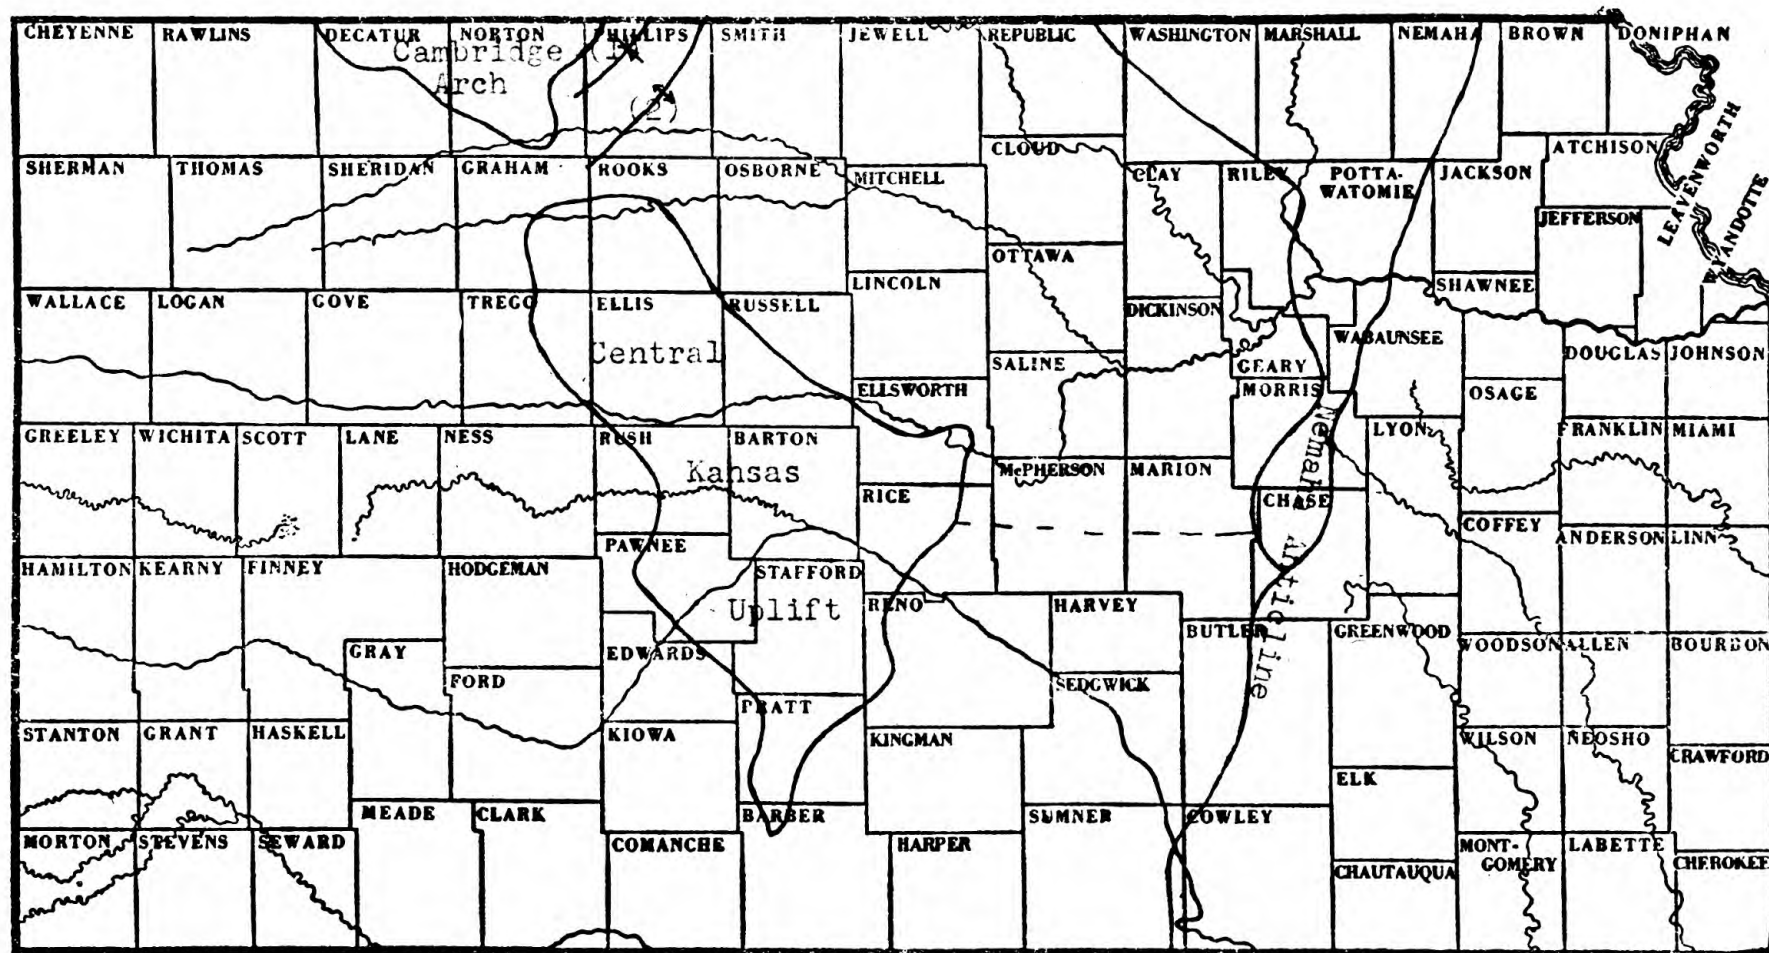 CHEYENNE RAWLINS DECATUR NORTON PHILLIPS SMITH JEWELL REPUBLIC WASHINGTON MARSHALL NEMAHA BROWN DONIPHAN
Cambridge (1)
Arch
(2)
LEAVENWORTH
WYANDOTTE
CLOUD ATCHISON
SHERMAN THOMAS SHERIDAN GRAHAM ROOKS OSBORNE MITCHELL CLAY RILEY POTTA-
WATOMIE JACKSON
JEFFERSON
OTTAWA
LINCOLN SHAWNEE
WALLACE LOGAN GOVE TREGO ELLIS RUSSELL DICKINSON
WABAUNSEE
Central
SALINE GEARY DOUGLAS JOHNSON
ELLSWORTH MORRIS OSAGE
Nemaha Anticline
GREELEY WICHITA SCOTT LANE NESS RUSH BARTON LYON FRANKLIN MIAMI
Kansas
McPHERSON MARION
RICE CHASE
COFFEY
PAWNEE ANDERSON LINN
HAMILTON KEARNY FINNEY HODGEMAN STAFFORD
Uplift
RENO HARVEY
BUTLER GREENWOOD
GRAY EDWARDS WOODSON ALLEN BOURBON
FORD SEDGWICK
PRATT
STANTON GRANT HASKELL KIOWA KINGMAN WILSON NEOSHO
CRAWFORD
ELK
MEADE CLARK BARBER SUMNER COWLEY
MORTON STEVENS SEWARD COMANCHE HARPER MONT-
GOMERY LABETTE
CHAUTAUQUA CHEROKEE